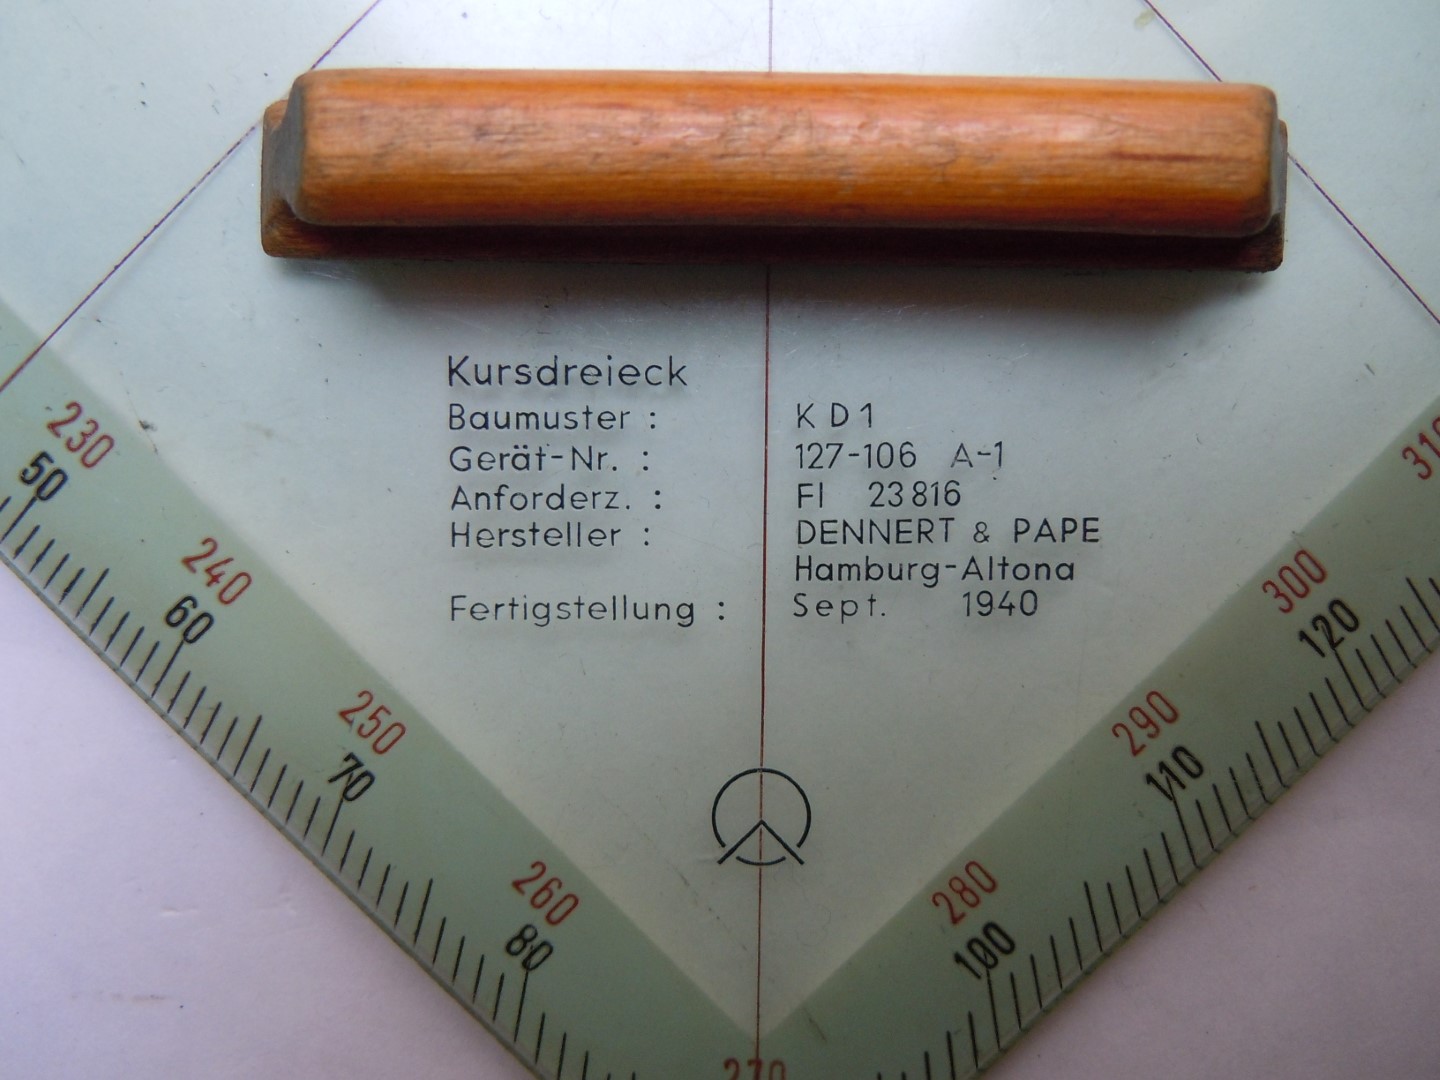 Kursdreieck
Baumuster : K D 1
Gerät-Nr. : 127-106 A-1
Anforderz. : Fl 23816
Hersteller : DENNERT & PAPE
Hamburg-Altona
Fertigstellung : Sept. 1940
230
50
240
60
250
70
260
80
270
280
100
290
110
300
120